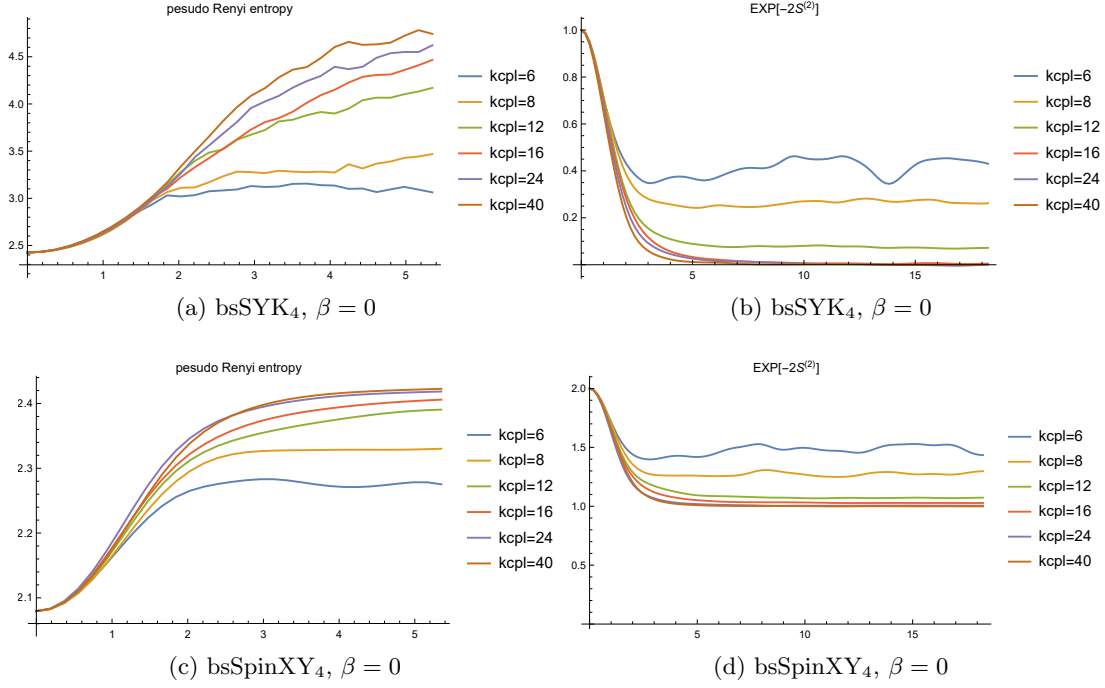 pesudo Renyi entropy
4.5
4.0
3.5
3.0
2.5
1 2 3 4 5
kcpl=6
kcpl=8
kcpl=12
kcpl=16
kcpl=24
kcpl=40
(a) bsSYK₄, β = 0
EXP[-2S⁽²⁾]
1.0
0.8
0.6
0.4
0.2
5 10 15
kcpl=6
kcpl=8
kcpl=12
kcpl=16
kcpl=24
kcpl=40
(b) bsSYK₄, β = 0
pesudo Renyi entropy
2.4
2.3
2.2
2.1
1 2 3 4 5
kcpl=6
kcpl=8
kcpl=12
kcpl=16
kcpl=24
kcpl=40
(c) bsSpinXY₄, β = 0
EXP[-2S⁽²⁾]
2.0
1.5
1.0
0.5
5 10 15
kcpl=6
kcpl=8
kcpl=12
kcpl=16
kcpl=24
kcpl=40
(d) bsSpinXY₄, β = 0